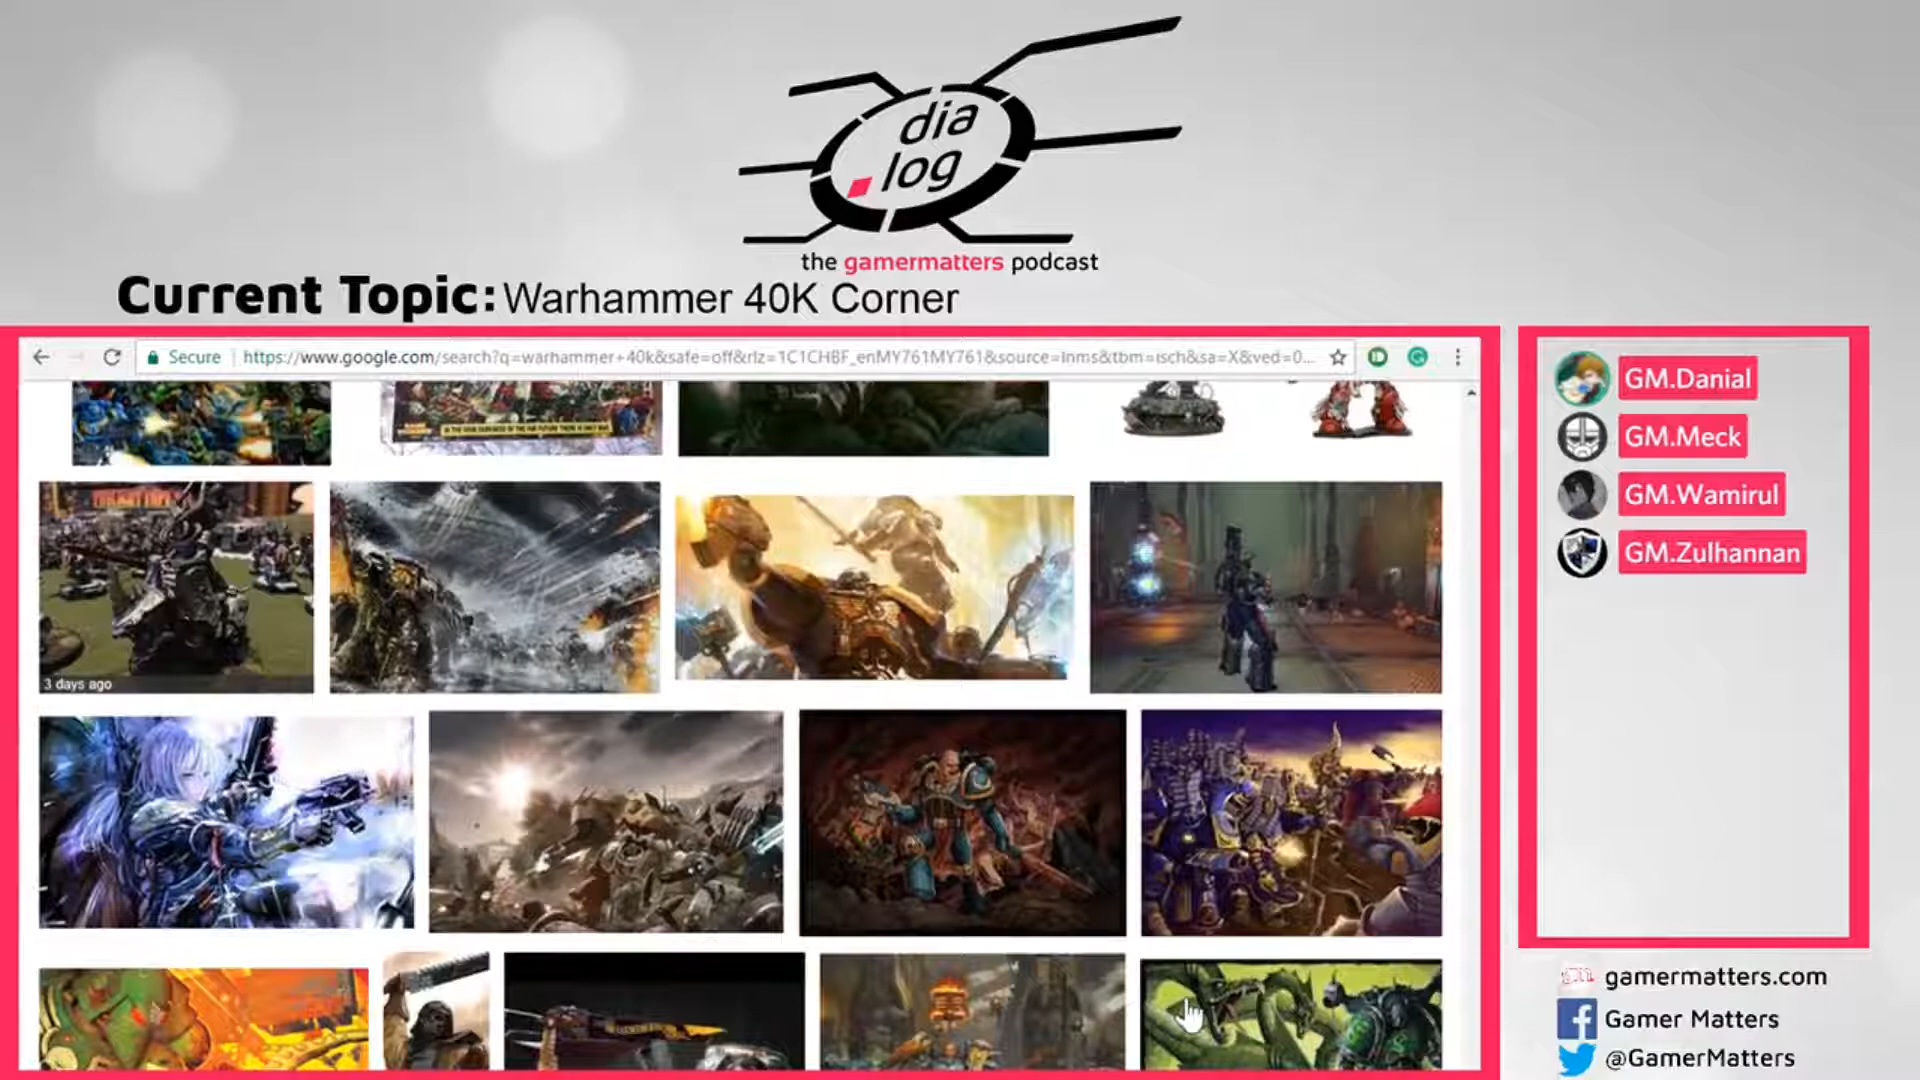 dia
.log
the gamermatters podcast
Current Topic: Warhammer 40K Corner
Secure
https://www.google.com/search?q=warhammer+40k&safe=off&rlz=1C1CHBF_enMY761MY761&source=lnms&tbm=isch&sa=X&ved=0...
3 days ago
GM.Danial
GM.Meck
GM.Wamirul
GM.Zulhannan
gamermatters.com
Gamer Matters
@GamerMatters